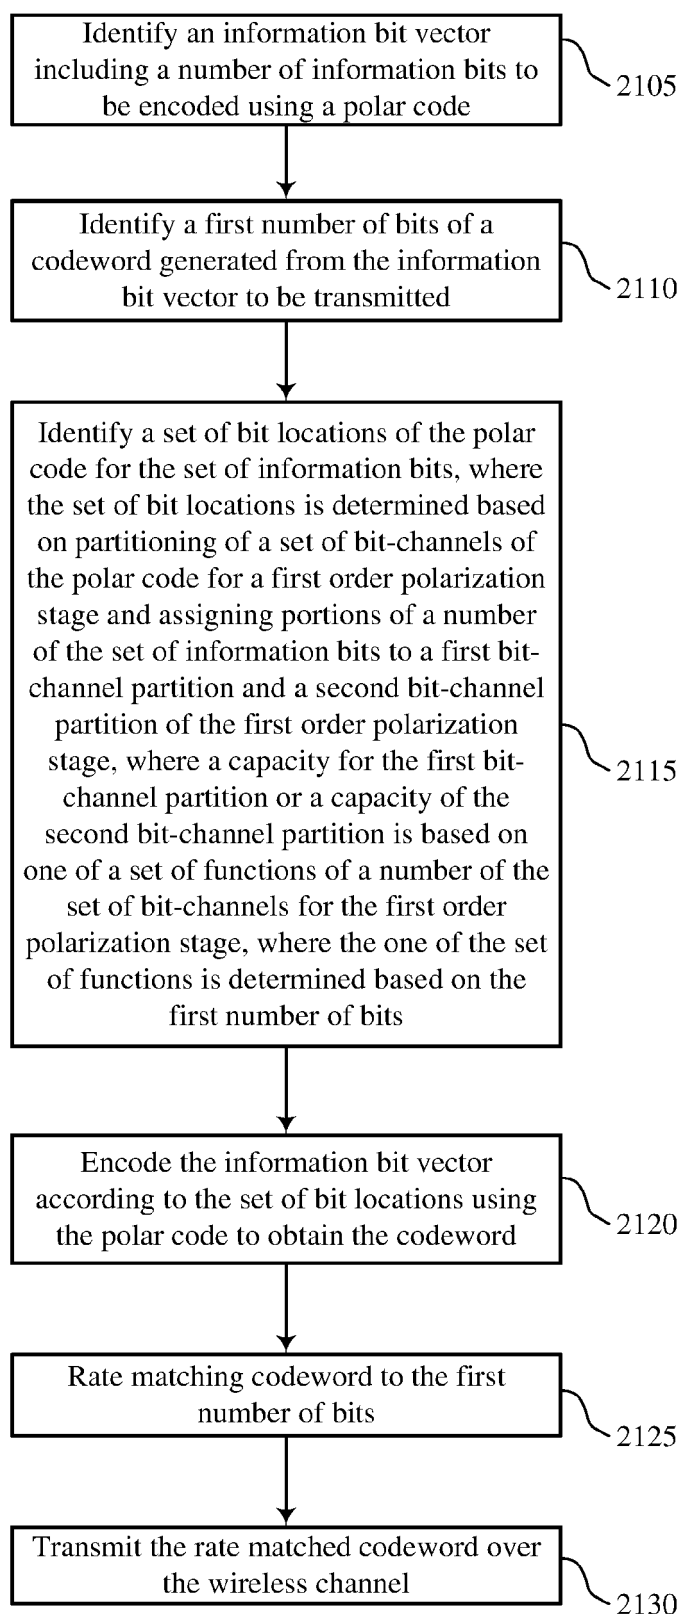 Identify an information bit vector
including a number of information bits to
be encoded using a polar code
2105
Identify a first number of bits of a
codeword generated from the information
bit vector to be transmitted
2110
Identify a set of bit locations of the polar
code for the set of information bits, where
the set of bit locations is determined based
on partitioning of a set of bit-channels of
the polar code for a first order polarization
stage and assigning portions of a number
of the set of information bits to a first bit-
channel partition and a second bit-channel
partition of the first order polarization
stage, where a capacity for the first bit-
channel partition or a capacity of the
second bit-channel partition is based on
one of a set of functions of a number of the
set of bit-channels for the first order
polarization stage, where the one of the set
of functions is determined based on the
first number of bits
2115
Encode the information bit vector
according to the set of bit locations using
the polar code to obtain the codeword
2120
Rate matching codeword to the first
number of bits
2125
Transmit the rate matched codeword over
the wireless channel
2130